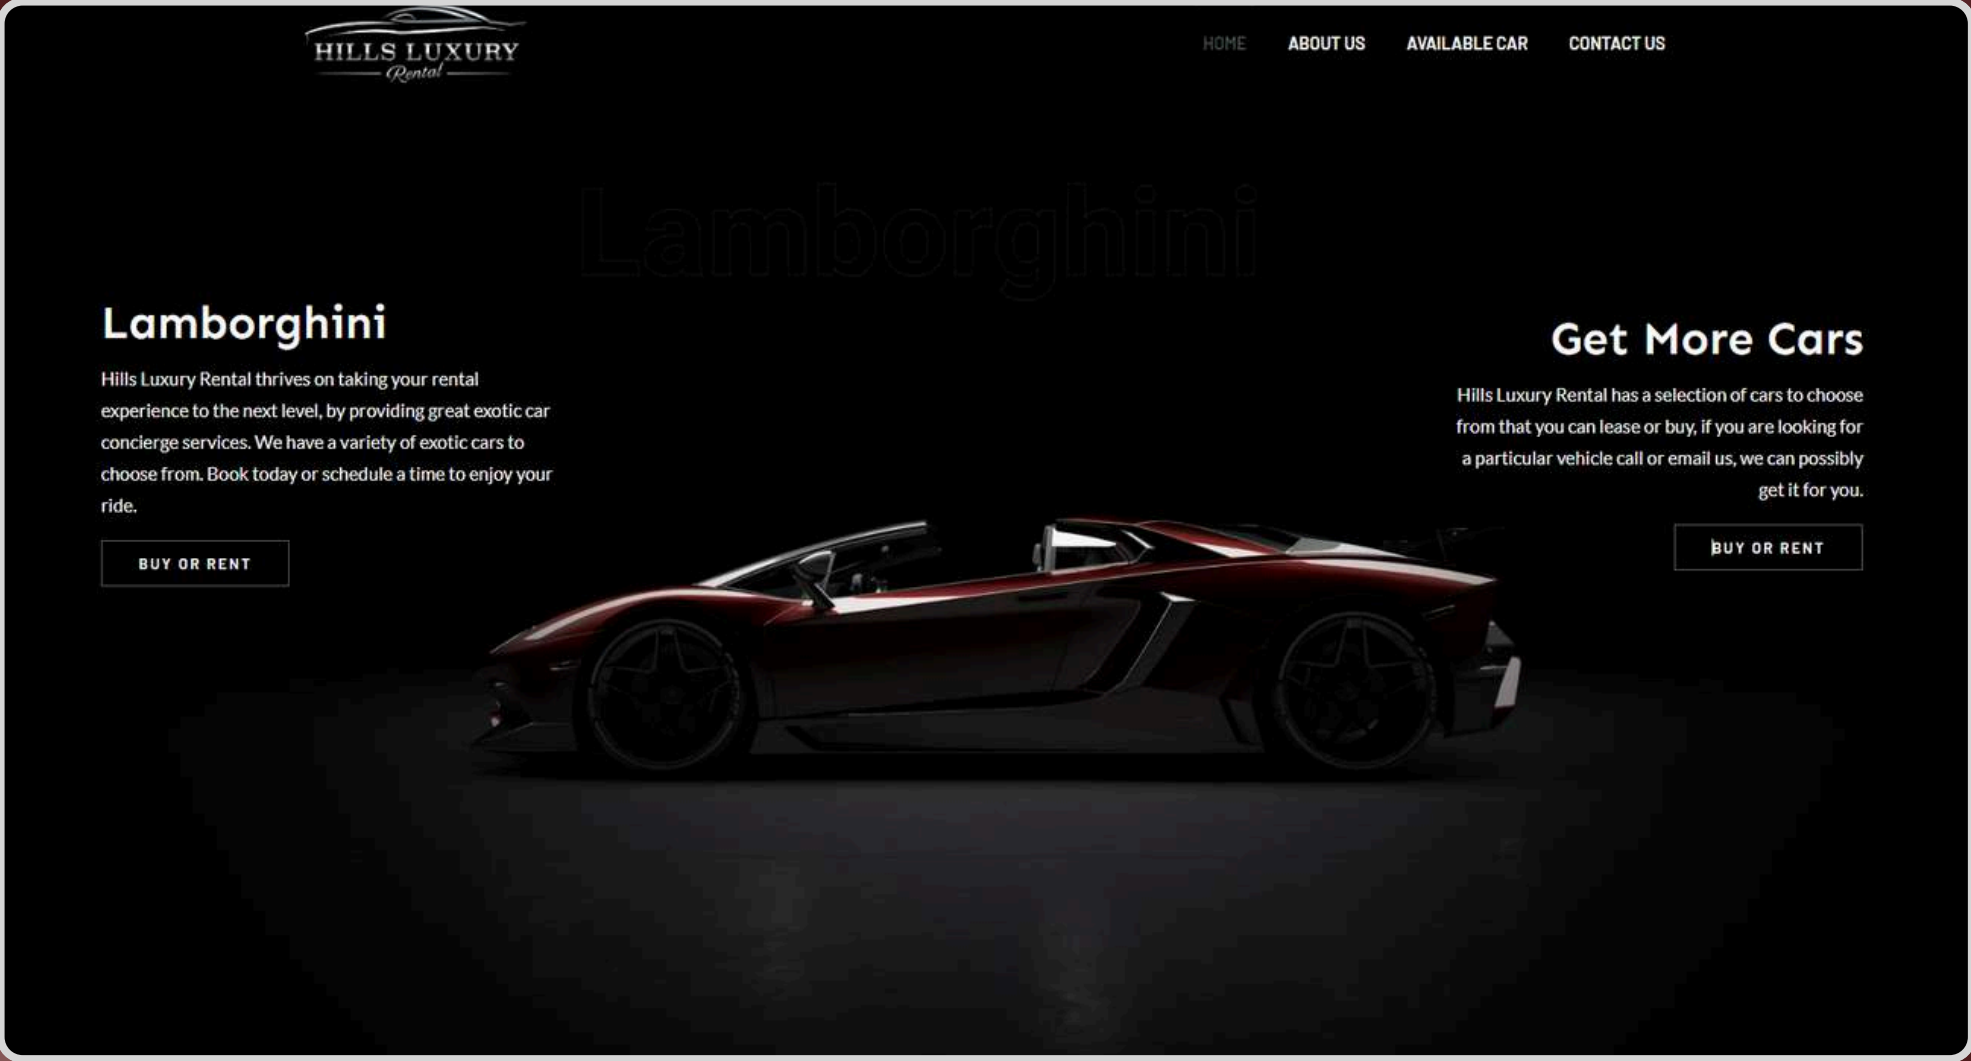 HILLS LUXURY
Rental
HOME ABOUT US AVAILABLE CAR CONTACT US
Lamborghini
Lamborghini
Hills Luxury Rental thrives on taking your rental
experience to the next level, by providing great exotic car
concierge services. We have a variety of exotic cars to
choose from. Book today or schedule a time to enjoy your
ride.
BUY OR RENT
Get More Cars
Hills Luxury Rental has a selection of cars to choose
from that you can lease or buy, if you are looking for
a particular vehicle call or email us, we can possibly
get it for you.
BUY OR RENT